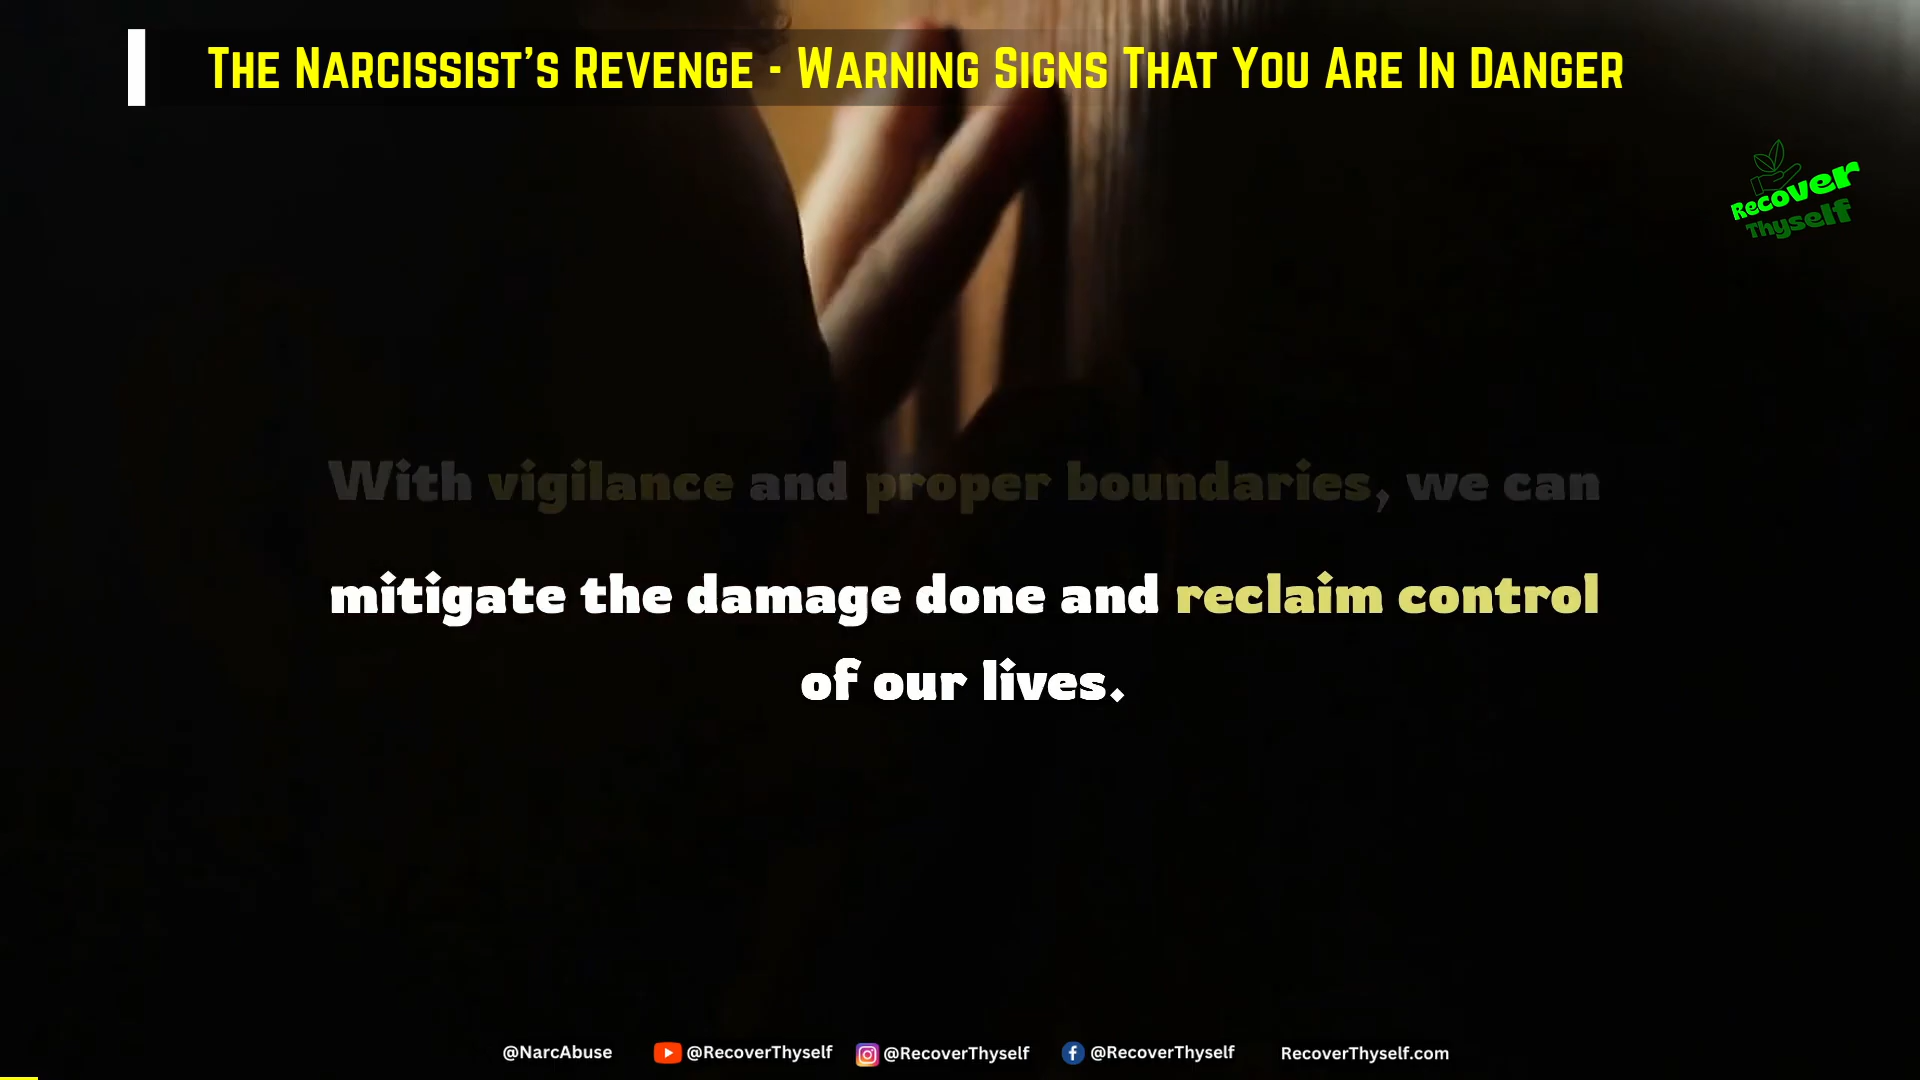 The Narcissist's Revenge - Warning Signs That You Are In Danger
Recover
Thyself
With vigilance and proper boundaries, we can
mitigate the damage done and reclaim control
of our lives.
@NarcAbuse @RecoverThyself @RecoverThyself @RecoverThyself RecoverThyself.com